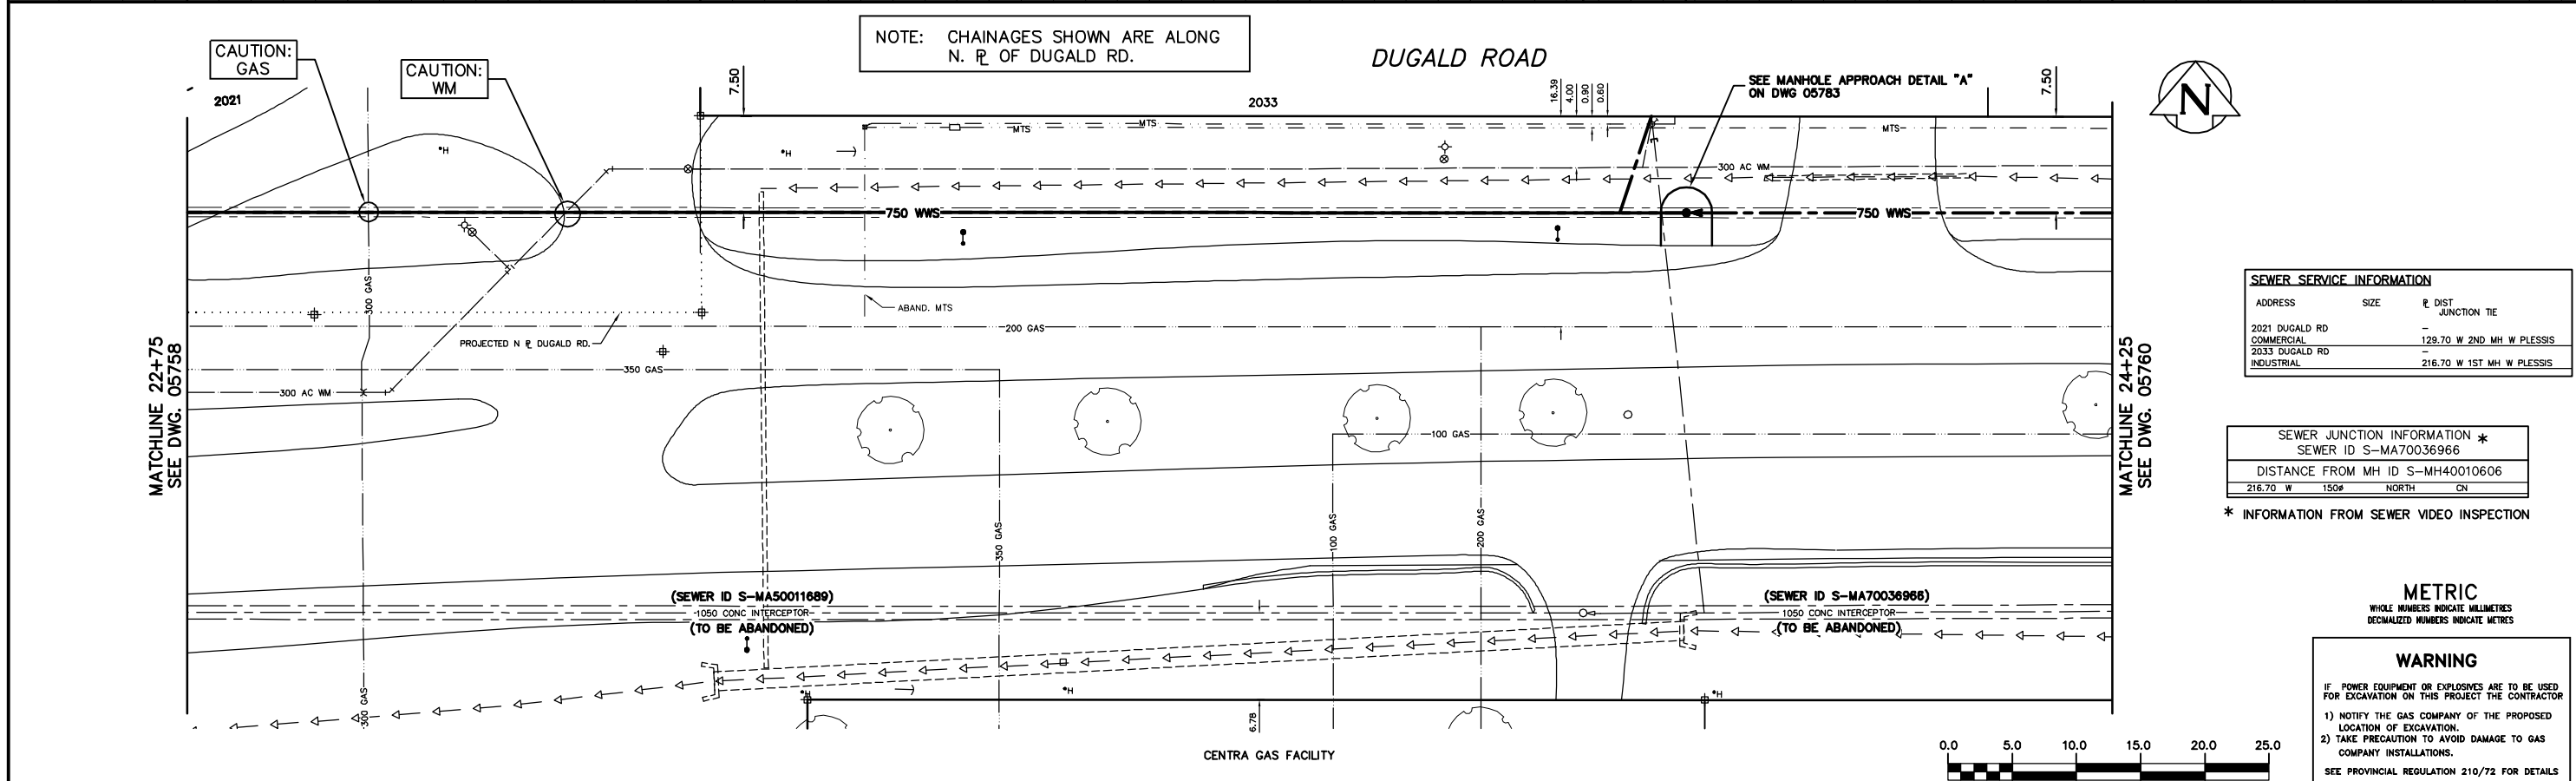 CAUTION:
GAS
CAUTION:
WM
NOTE: CHAINAGES SHOWN ARE ALONG
N. ℙL OF DUGALD RD.
DUGALD ROAD
2021
7.50
2033
16.39
4.00
0.90
0.60
SEE MANHOLE APPROACH DETAIL "A"
ON DWG 05783
7.50
N
MTS
MTS
MTS
°H
°H
300 AC WM
750 WWS
750 WWS
300 GAS
ABAND. MTS
200 GAS
PROJECTED N ℙL DUGALD RD.
350 GAS
300 AC WM
MATCHLINE 22+75
SEE DWG. 05758
MATCHLINE 24+25
SEE DWG. 05760
100 GAS
350 GAS
100 GAS
200 GAS
(SEWER ID S-MA50011689)
1050 CONC INTERCEPTOR
(TO BE ABANDONED)
(SEWER ID S-MA70036966)
1050 CONC INTERCEPTOR
(TO BE ABANDONED)
300 GAS
°H
°H
°H
6.78
CENTRA GAS FACILITY
SEWER SERVICE INFORMATION
ADDRESS SIZE ℙL DIST
JUNCTION TIE
2021 DUGALD RD –
COMMERCIAL 129.70 W 2ND MH W PLESSIS
2033 DUGALD RD –
INDUSTRIAL 216.70 W 1ST MH W PLESSIS
SEWER JUNCTION INFORMATION *
SEWER ID S-MA70036966
DISTANCE FROM MH ID S-MH40010606
216.70 W 150ø NORTH CN
* INFORMATION FROM SEWER VIDEO INSPECTION
METRIC
WHOLE NUMBERS INDICATE MILLIMETRES
DECIMALIZED NUMBERS INDICATE METRES
WARNING
IF POWER EQUIPMENT OR EXPLOSIVES ARE TO BE USED
FOR EXCAVATION ON THIS PROJECT THE CONTRACTOR
1) NOTIFY THE GAS COMPANY OF THE PROPOSED
LOCATION OF EXCAVATION.
2) TAKE PRECAUTION TO AVOID DAMAGE TO GAS
COMPANY INSTALLATIONS.
SEE PROVINCIAL REGULATION 210/72 FOR DETAILS
0.0 5.0 10.0 15.0 20.0 25.0